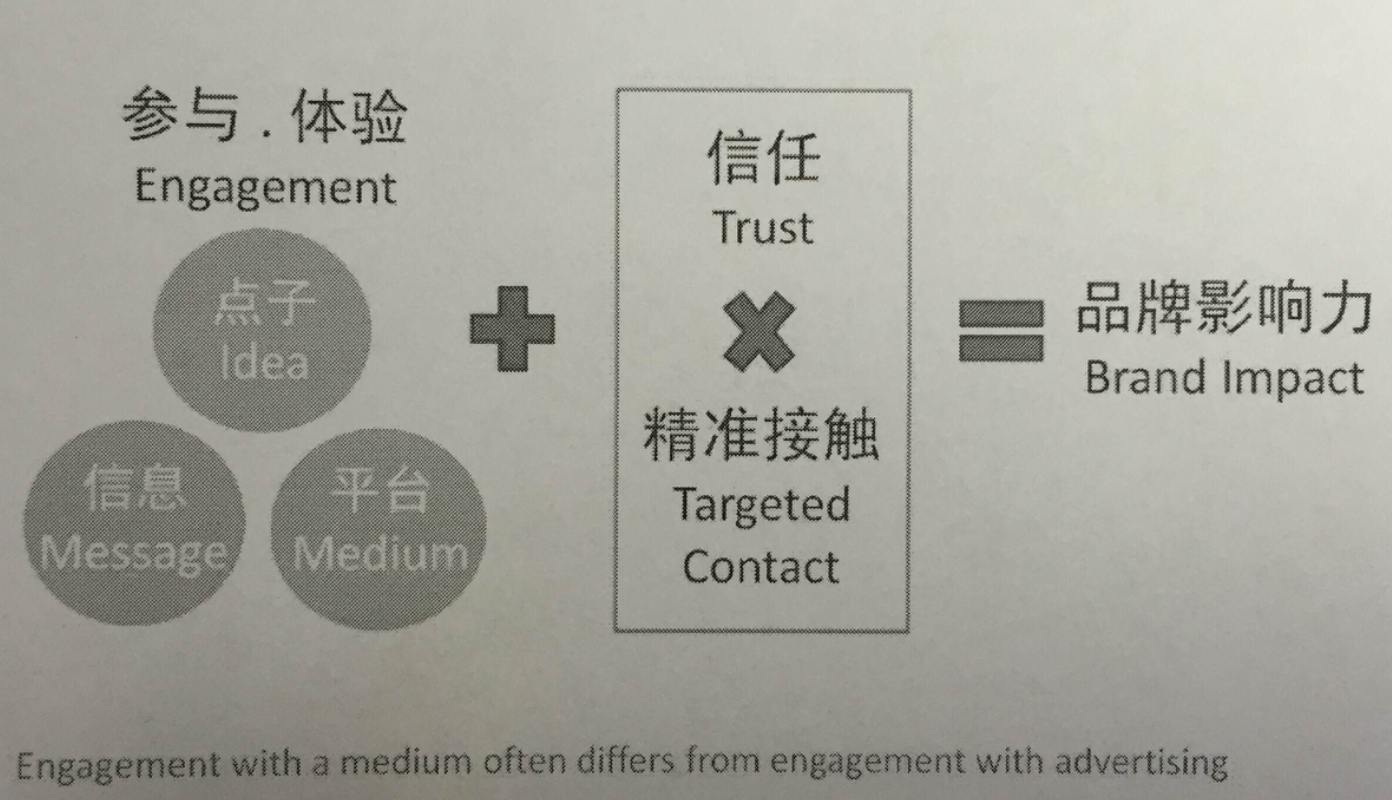 参与 . 体验
Engagement
点子
Idea
信息
Message
平台
Medium
信任
Trust
精准接触
Targeted
Contact
品牌影响力
Brand Impact
Engagement with a medium often differs from engagement with advertising